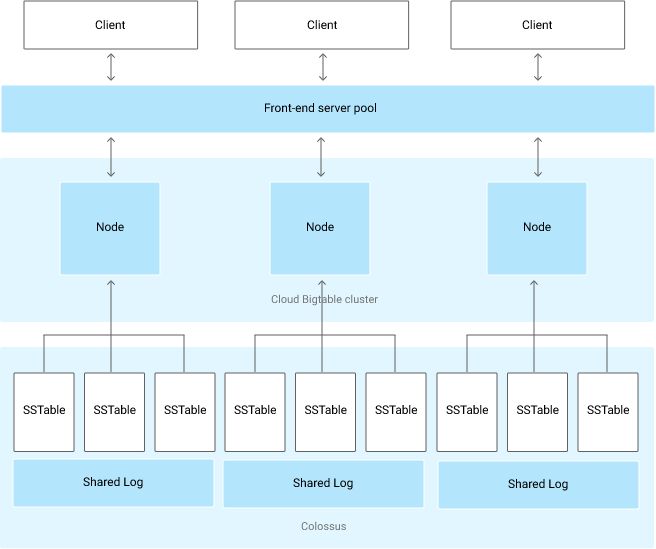 Client
Client
Client
Front-end server pool
Node
Node
Node
Cloud Bigtable cluster
SSTable
SSTable
SSTable
SSTable
SSTable
SSTable
SSTable
SSTable
SSTable
Shared Log
Shared Log
Shared Log
Colossus